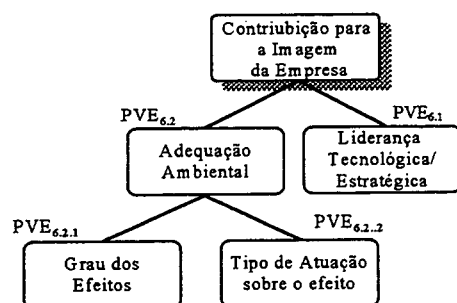 Contriubição para
a Imagem
da Empresa
PVE6.2
PVE6.1
Adequação
Ambiental
Liderança
Tecnológica/
Estratégica
PVE6.2.1
PVE6.2..2
Grau dos
Efeitos
Tipo de Atuação
sobre o efeito